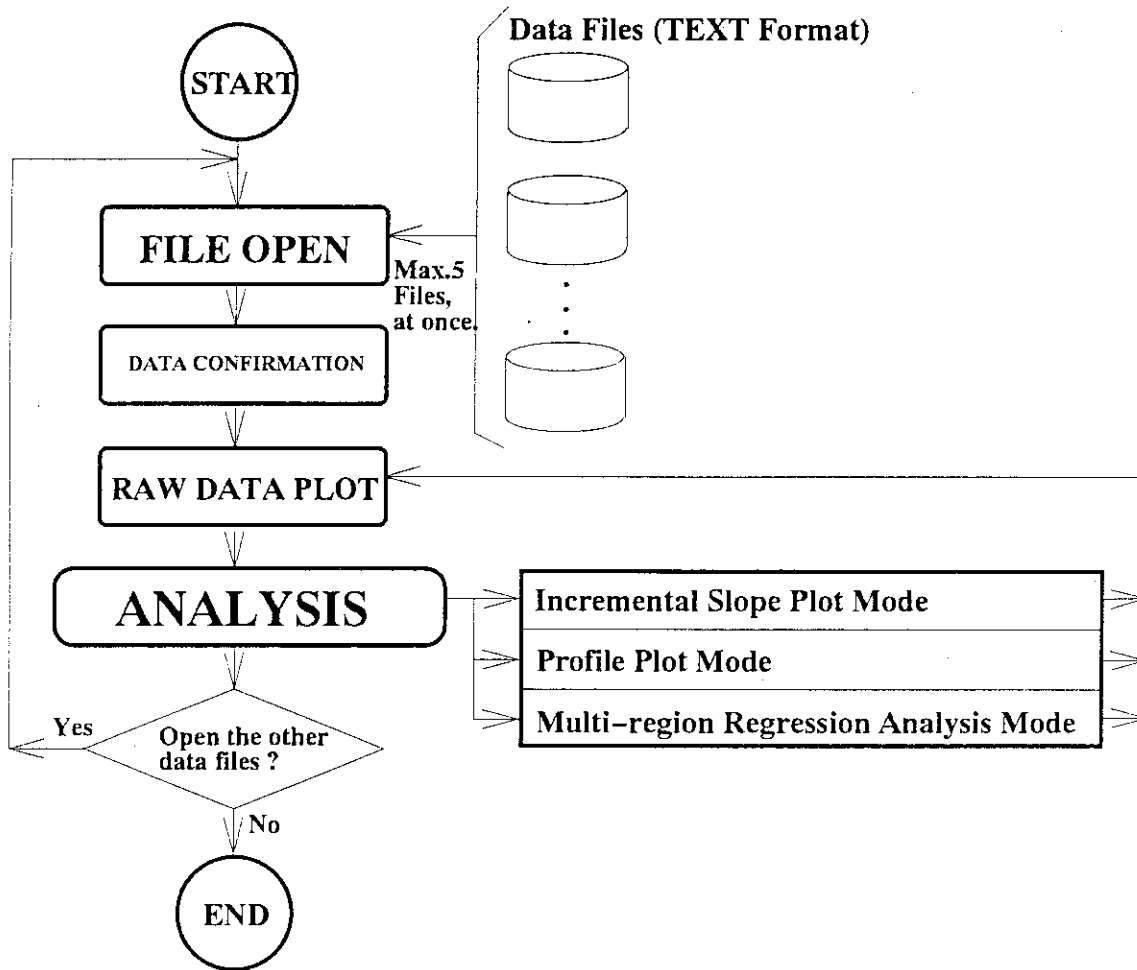 START
Data Files (TEXT Format)
FILE OPEN
Max.5
Files,
at once.
DATA CONFIRMATION
RAW DATA PLOT
ANALYSIS
Incremental Slope Plot Mode
Profile Plot Mode
Multi-region Regression Analysis Mode
Yes
Open the other
data files ?
No
END